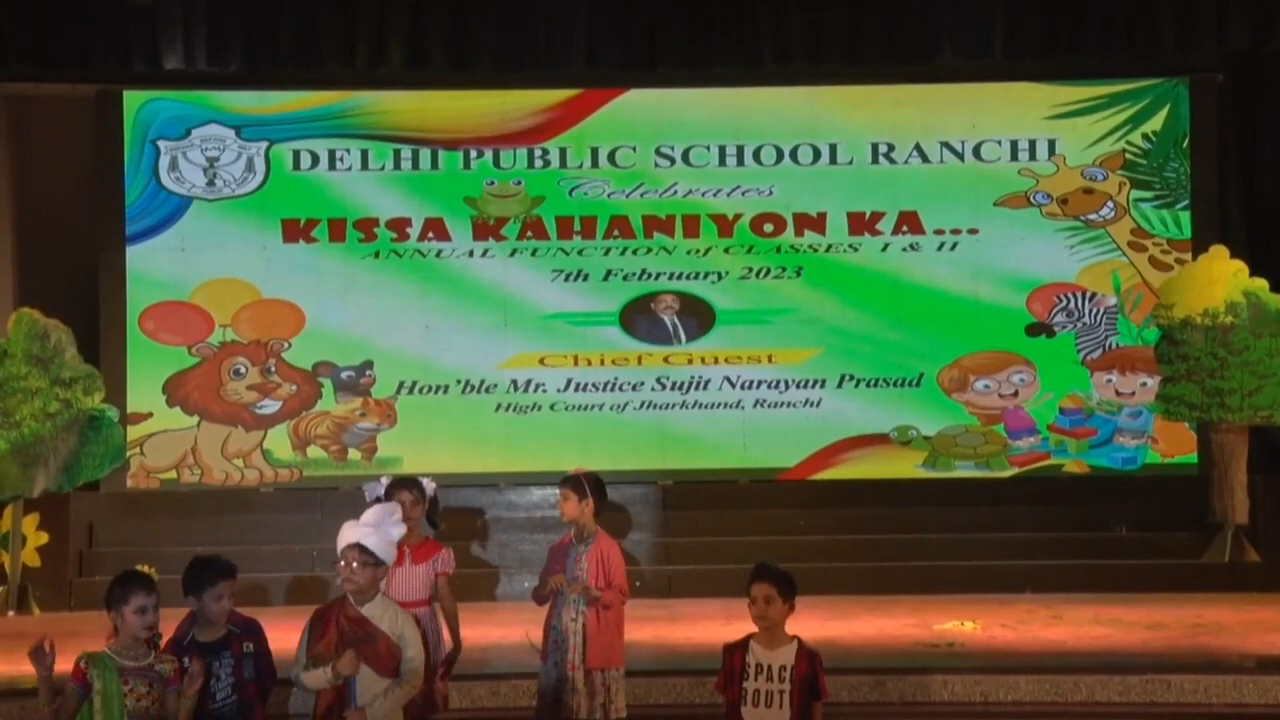 DELHI PUBLIC SCHOOL RANCHI
Celebrates
KISSA KAHANIYON KA...
ANNUAL FUNCTION of CLASSES I & II
7th February 2023
Chief Guest
Hon'ble Mr. Justice Sujit Narayan Prasad
High Court of Jharkhand, Ranchi
SPACE
ROUT